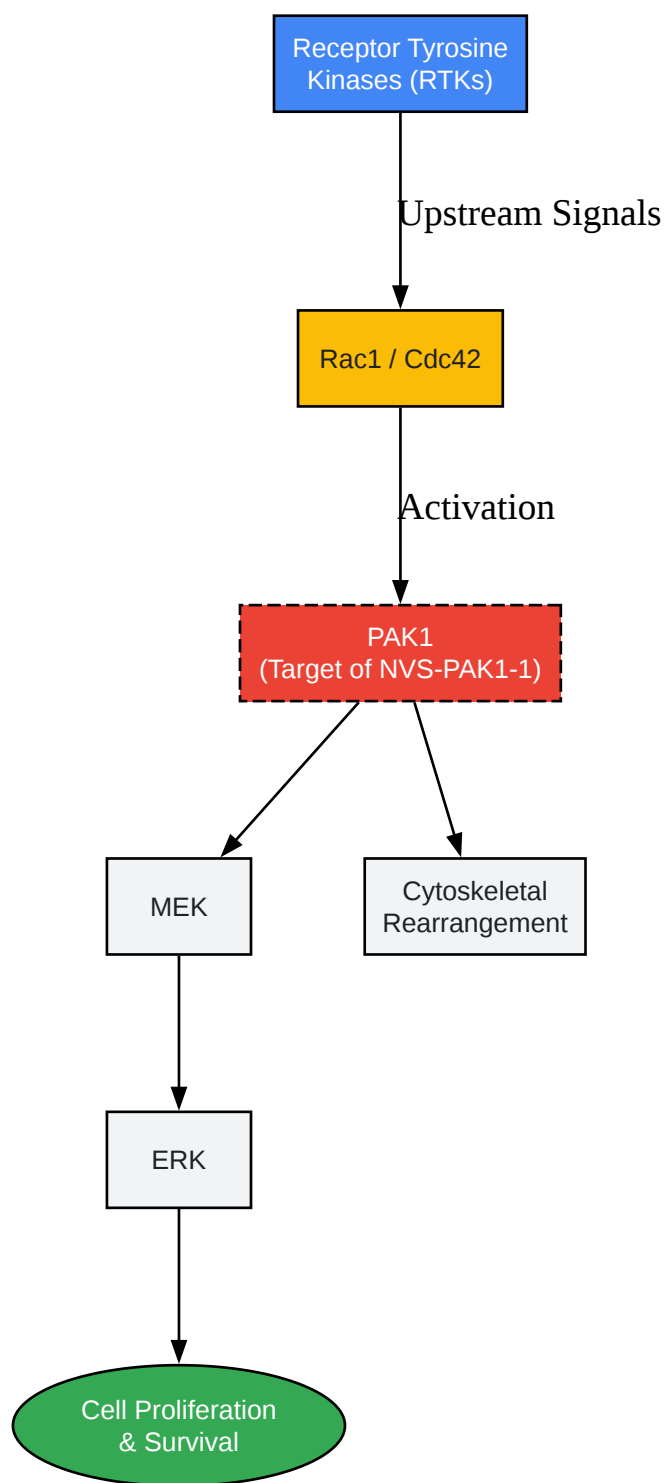 Receptor Tyrosine
Kinases (RTKs)
Upstream Signals
Rac1 / Cdc42
Activation
PAK1
(Target of NVS-PAK1-1)
MEK
Cytoskeletal
Rearrangement
ERK
Cell Proliferation
& Survival